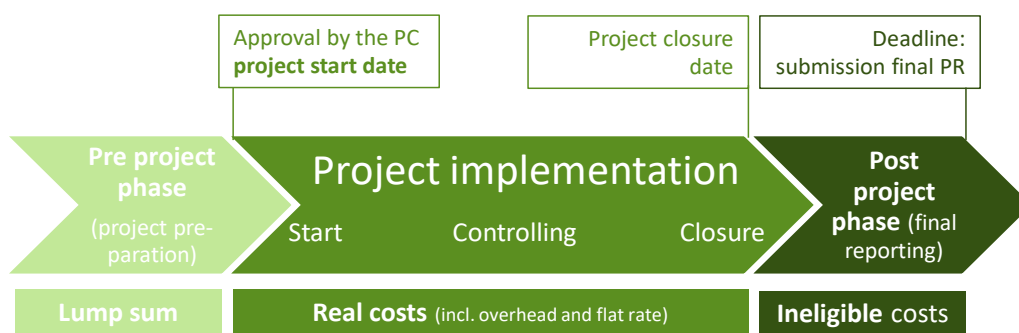 Approval by the PC
project start date
Project closure
date
Deadline:
submission final PR
Pre project
phase
(project pre-
paration)
Project implementation
Start Controlling Closure
Post
project
phase (final
reporting)
Lump sum
Real costs (incl. overhead and flat rate)
Ineligible costs